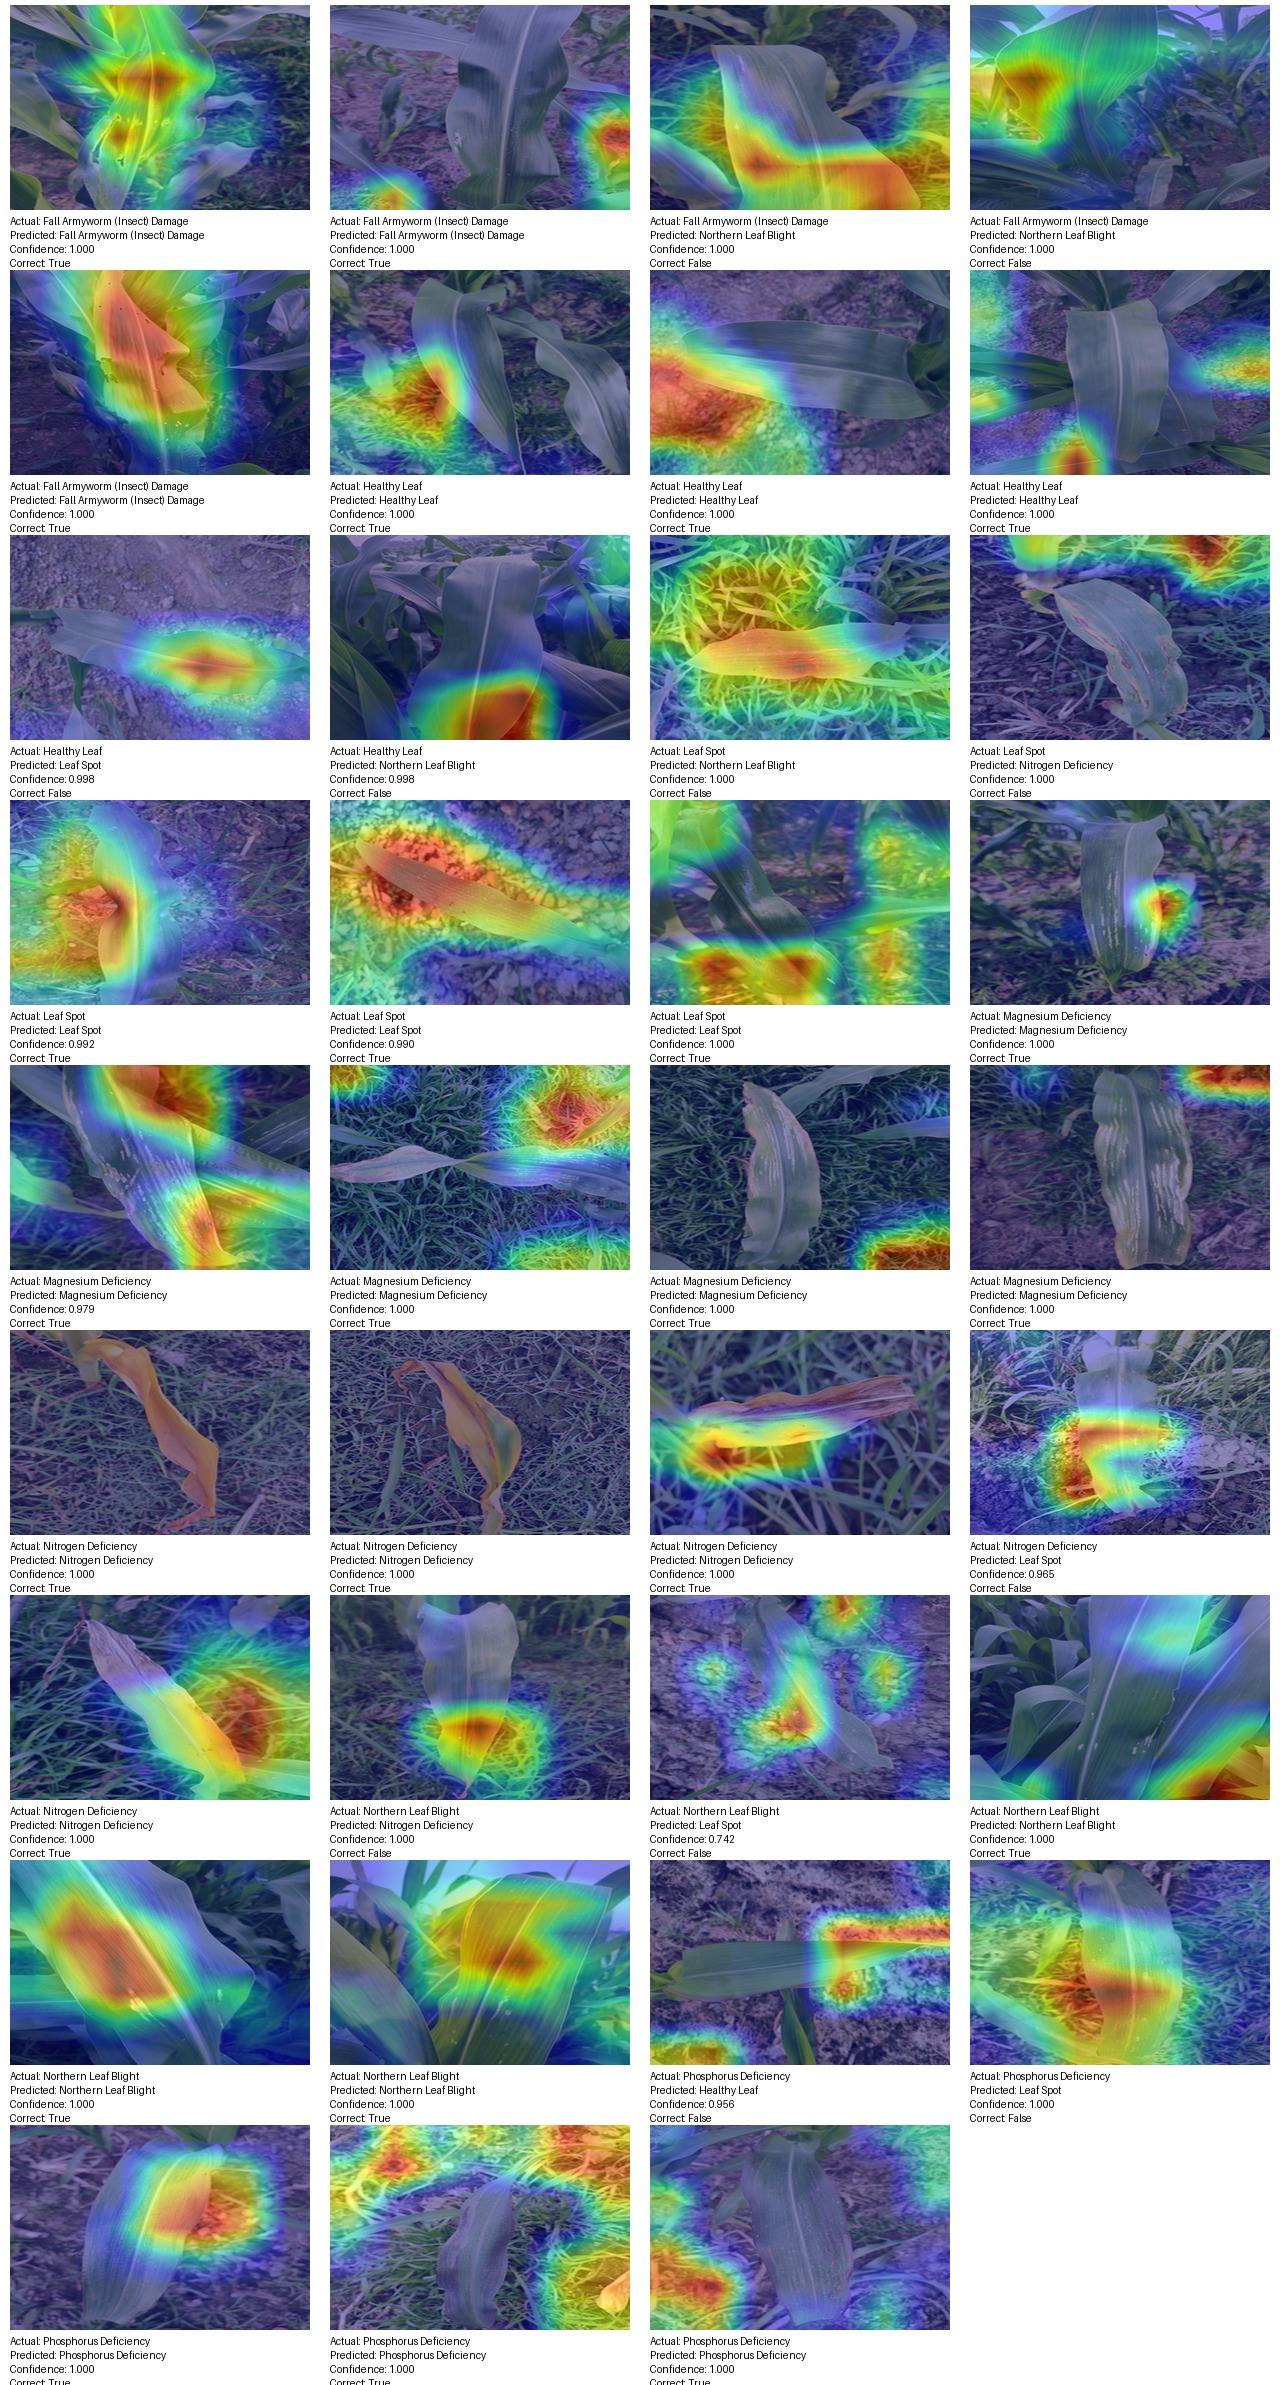 Actual: Fall Armyworm (Insect) Damage
Predicted: Fall Armyworm (Insect) Damage
Confidence: 1.000
Correct: True
Actual: Fall Armyworm (Insect) Damage
Predicted: Fall Armyworm (Insect) Damage
Confidence: 1.000
Correct: True
Actual: Fall Armyworm (Insect) Damage
Predicted: Northern Leaf Blight
Confidence: 1.000
Correct: False
Actual: Fall Armyworm (Insect) Damage
Predicted: Northern Leaf Blight
Confidence: 1.000
Correct: False
Actual: Fall Armyworm (Insect) Damage
Predicted: Fall Armyworm (Insect) Damage
Confidence: 1.000
Correct: True
Actual: Healthy Leaf
Predicted: Healthy Leaf
Confidence: 1.000
Correct: True
Actual: Healthy Leaf
Predicted: Healthy Leaf
Confidence: 1.000
Correct: True
Actual: Healthy Leaf
Predicted: Healthy Leaf
Confidence: 1.000
Correct: True
Actual: Healthy Leaf
Predicted: Leaf Spot
Confidence: 0.998
Correct: False
Actual: Healthy Leaf
Predicted: Northern Leaf Blight
Confidence: 0.998
Correct: False
Actual: Leaf Spot
Predicted: Northern Leaf Blight
Confidence: 1.000
Correct: False
Actual: Leaf Spot
Predicted: Nitrogen Deficiency
Confidence: 1.000
Correct: False
Actual: Leaf Spot
Predicted: Leaf Spot
Confidence: 0.992
Correct: True
Actual: Leaf Spot
Predicted: Leaf Spot
Confidence: 0.990
Correct: True
Actual: Leaf Spot
Predicted: Leaf Spot
Confidence: 1.000
Correct: True
Actual: Magnesium Deficiency
Predicted: Magnesium Deficiency
Confidence: 1.000
Correct: True
Actual: Magnesium Deficiency
Predicted: Magnesium Deficiency
Confidence: 0.979
Correct: True
Actual: Magnesium Deficiency
Predicted: Magnesium Deficiency
Confidence: 1.000
Correct: True
Actual: Magnesium Deficiency
Predicted: Magnesium Deficiency
Confidence: 1.000
Correct: True
Actual: Magnesium Deficiency
Predicted: Magnesium Deficiency
Confidence: 1.000
Correct: True
Actual: Nitrogen Deficiency
Predicted: Nitrogen Deficiency
Confidence: 1.000
Correct: True
Actual: Nitrogen Deficiency
Predicted: Nitrogen Deficiency
Confidence: 1.000
Correct: True
Actual: Nitrogen Deficiency
Predicted: Nitrogen Deficiency
Confidence: 1.000
Correct: True
Actual: Nitrogen Deficiency
Predicted: Leaf Spot
Confidence: 0.965
Correct: False
Actual: Nitrogen Deficiency
Predicted: Nitrogen Deficiency
Confidence: 1.000
Correct: True
Actual: Northern Leaf Blight
Predicted: Nitrogen Deficiency
Confidence: 1.000
Correct: False
Actual: Northern Leaf Blight
Predicted: Leaf Spot
Confidence: 0.742
Correct: False
Actual: Northern Leaf Blight
Predicted: Northern Leaf Blight
Confidence: 1.000
Correct: True
Actual: Northern Leaf Blight
Predicted: Northern Leaf Blight
Confidence: 1.000
Correct: True
Actual: Northern Leaf Blight
Predicted: Northern Leaf Blight
Confidence: 1.000
Correct: True
Actual: Phosphorus Deficiency
Predicted: Healthy Leaf
Confidence: 0.956
Correct: False
Actual: Phosphorus Deficiency
Predicted: Leaf Spot
Confidence: 1.000
Correct: False
Actual: Phosphorus Deficiency
Predicted: Phosphorus Deficiency
Confidence: 1.000
Correct: True
Actual: Phosphorus Deficiency
Predicted: Phosphorus Deficiency
Confidence: 1.000
Correct: True
Actual: Phosphorus Deficiency
Predicted: Phosphorus Deficiency
Confidence: 1.000
Correct: True